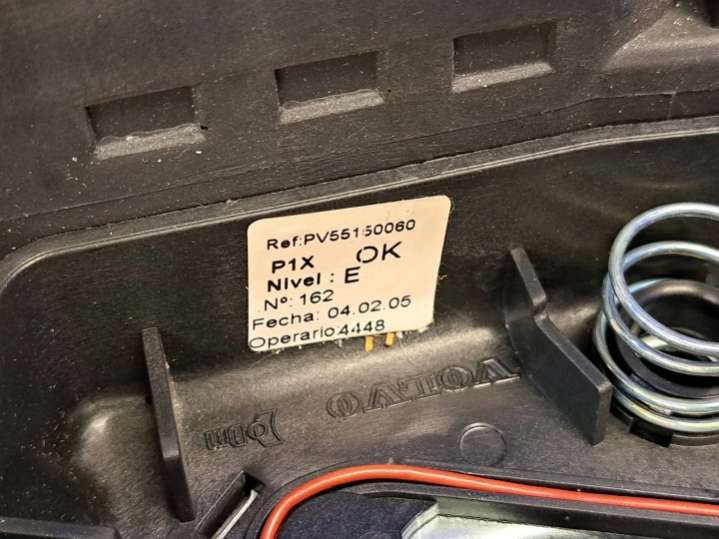 Ref:PV55150060
P1X OK
Nivel : E
Nº: 162
Fecha: 04.02.05
Operario:4448
VOLVO